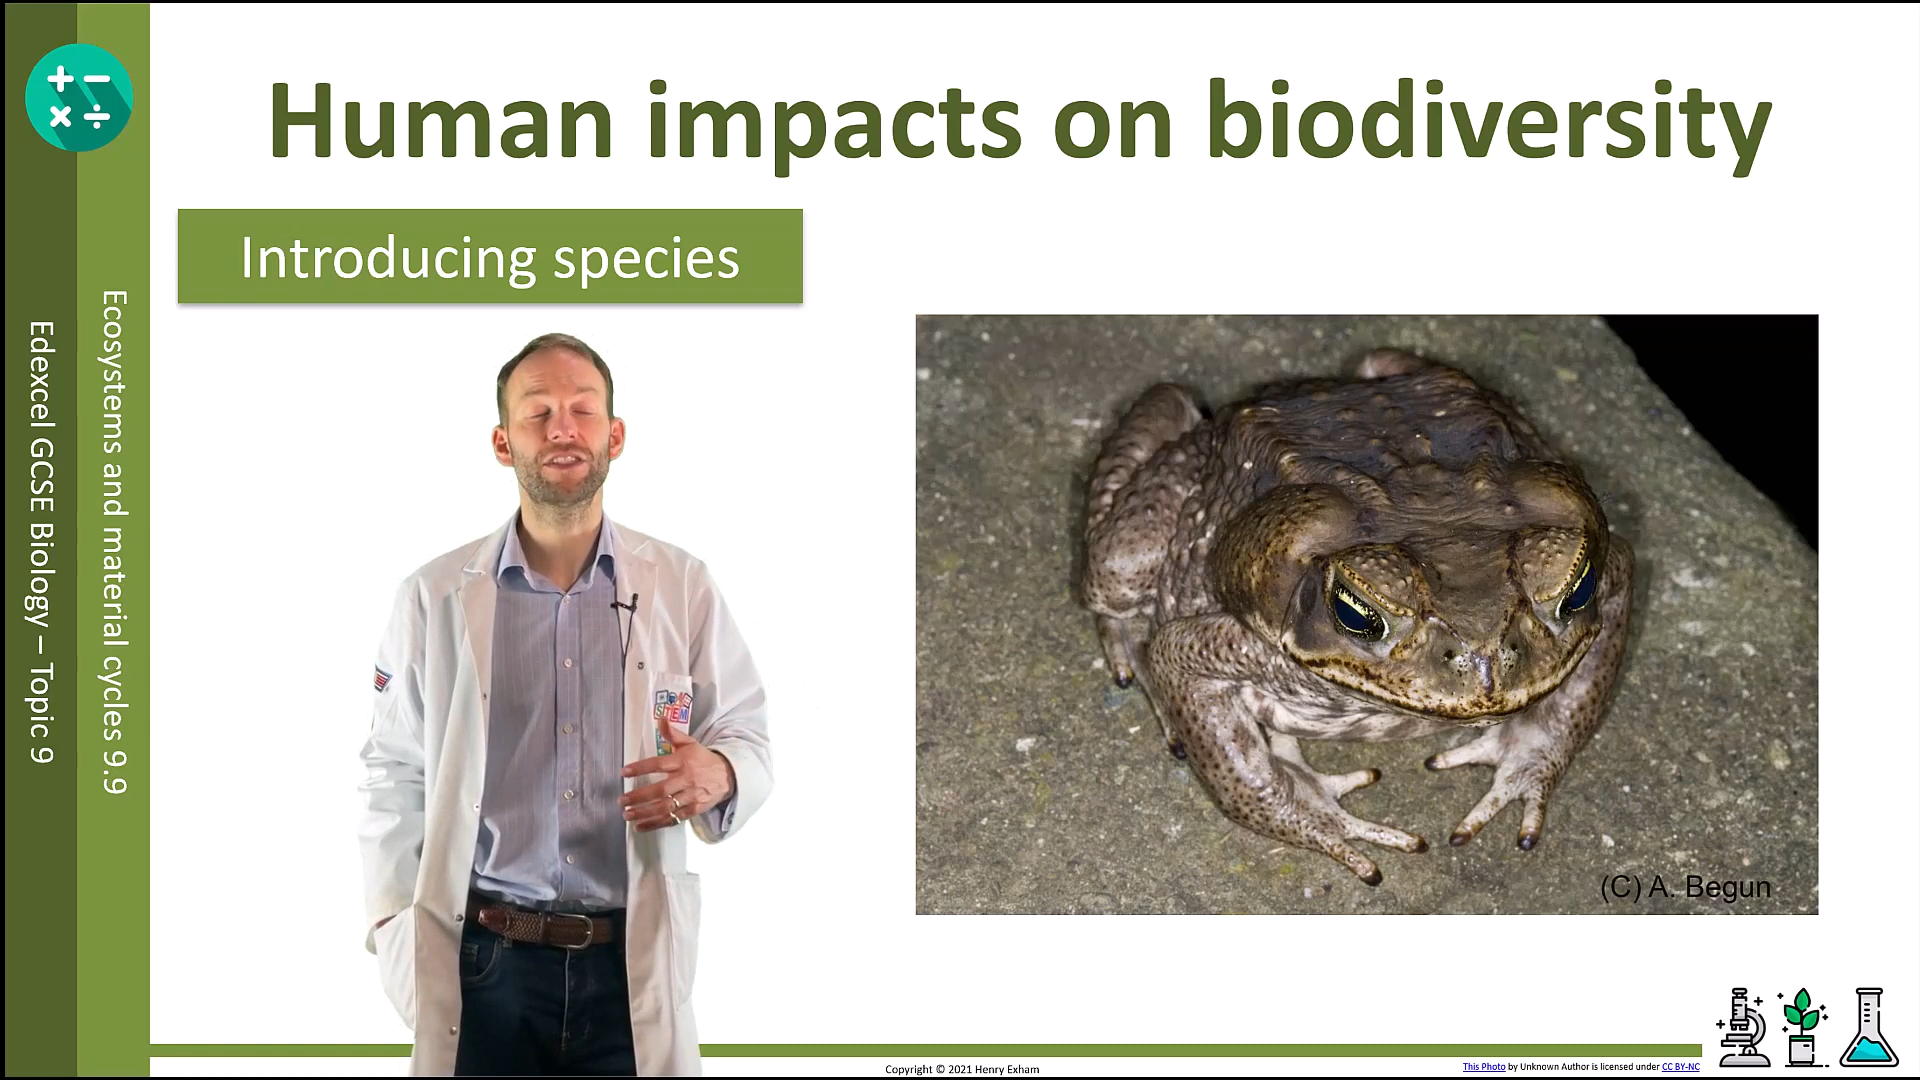 Human impacts on biodiversity
Introducing species
Ecosystems and material cycles 9.9
Edexcel GCSE Biology – Topic 9
STEM
(C) A. Begun
Copyright © 2021 Henry Exham
This Photo by Unknown Author is licensed under CC BY-NC